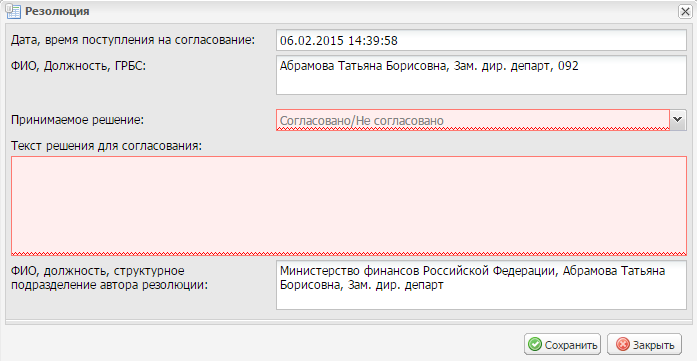 Резолюция
Дата, время поступления на согласование:
06.02.2015 14:39:58
ФИО, Должность, ГРБС:
Абрамова Татьяна Борисовна, Зам. дир. департ, 092
Принимаемое решение:
Согласовано/Не согласовано
Текст решения для согласования:
ФИО, должность, структурное
подразделение автора резолюции:
Министерство финансов Российской Федерации, Абрамова Татьяна
Борисовна, Зам. дир. департ
Сохранить
Закрыть